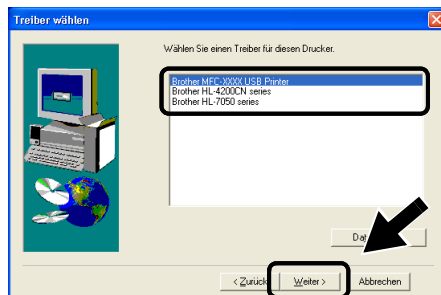 Treiber wählen
Wählen Sie einen Treiber für diesen Drucker.
Brother MFC-XXXX USB Printer
Brother HL-4200CN series
Brother HL-7050 series
< Zurück
Weiter >
Abbrechen